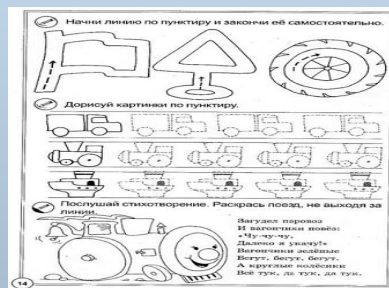 Начни линию по пунктиру и закончи её самостоятельно.
Дорисуй картинки по пунктиру.
Послушай стихотворение. Раскрась поезд, не выходя за
линии.
Загудел паровоз
И вагончики повёз:
«Чу-чу-чу,
Далеко я укачу!»
Вагончики зелёные
Бегут, бегут, бегут.
А круглые колёсики
Всё тук, да тук, да тук.
14